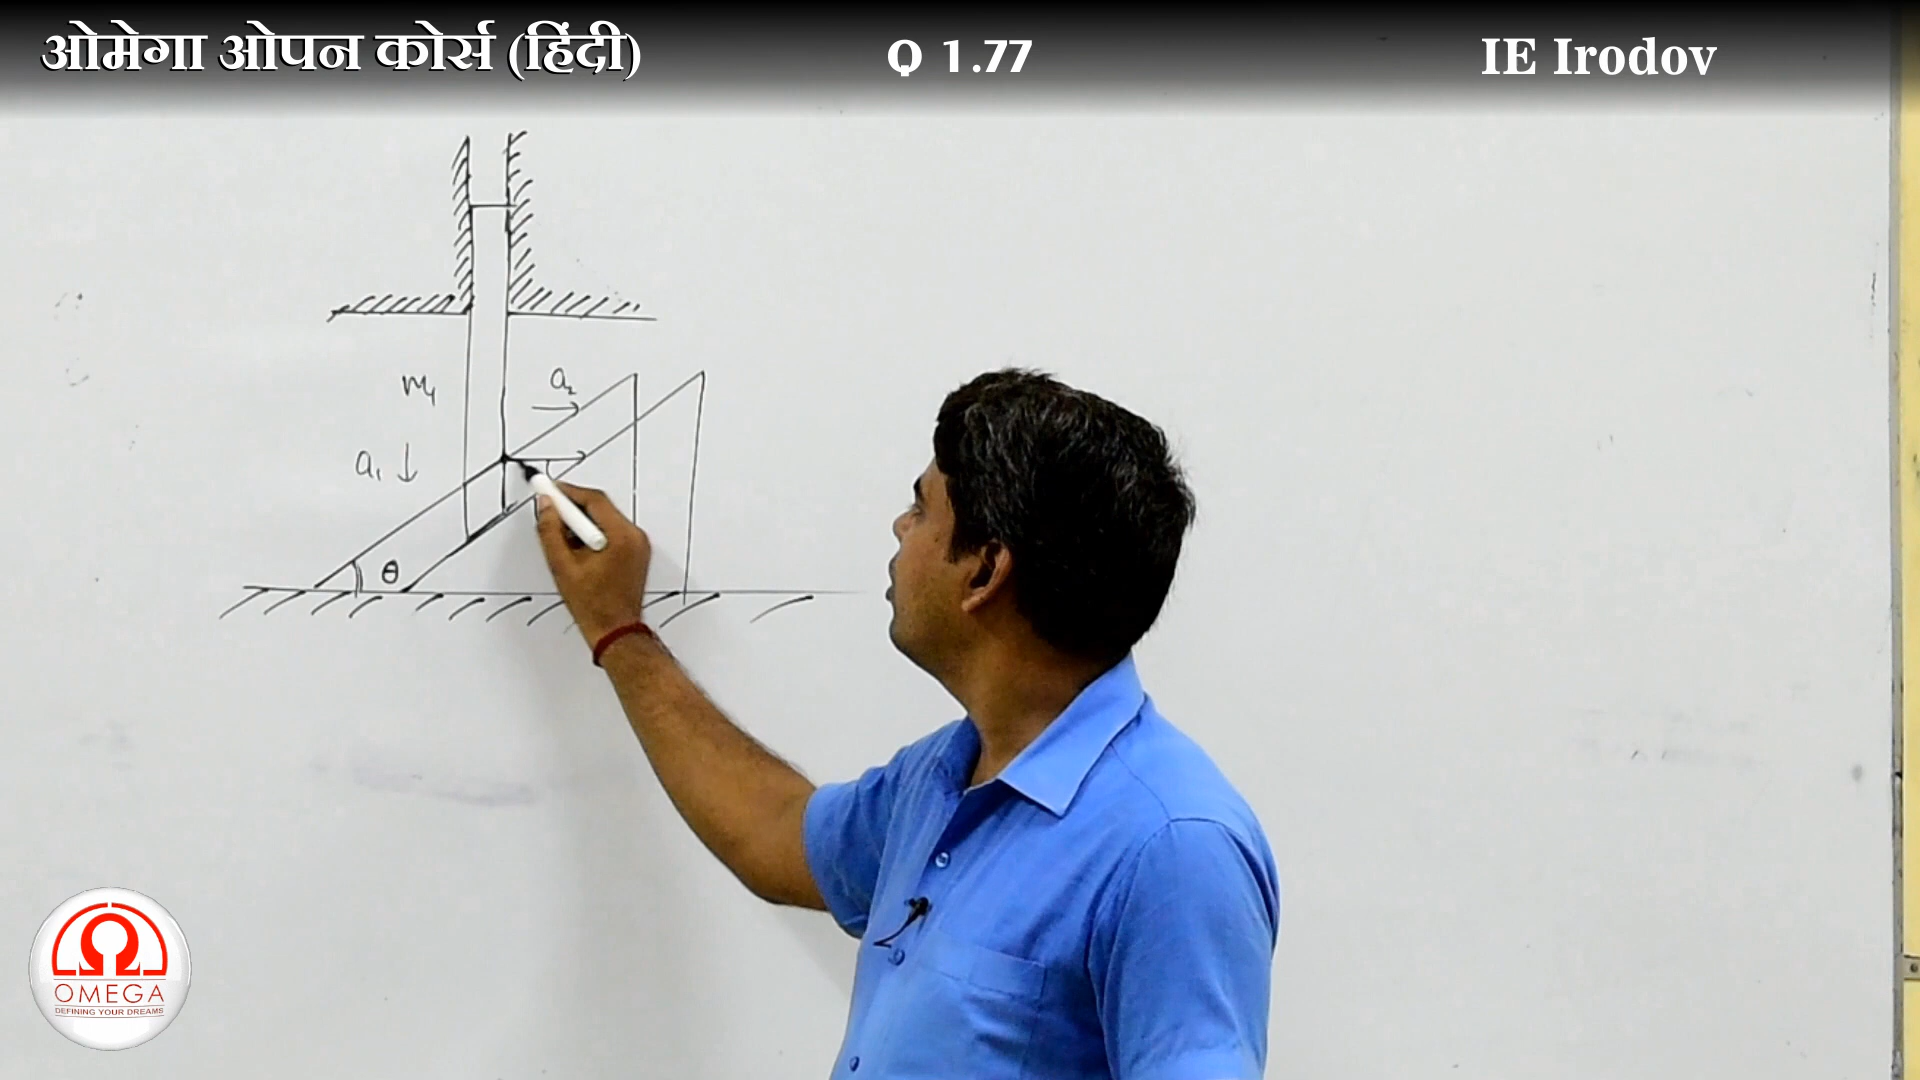 ओमेगा ओपन कोर्स (हिंदी)
Q 1.77
IE Irodov
m₁
a₂
a₁ ↓
θ
OMEGA
DEFINING YOUR DREAMS